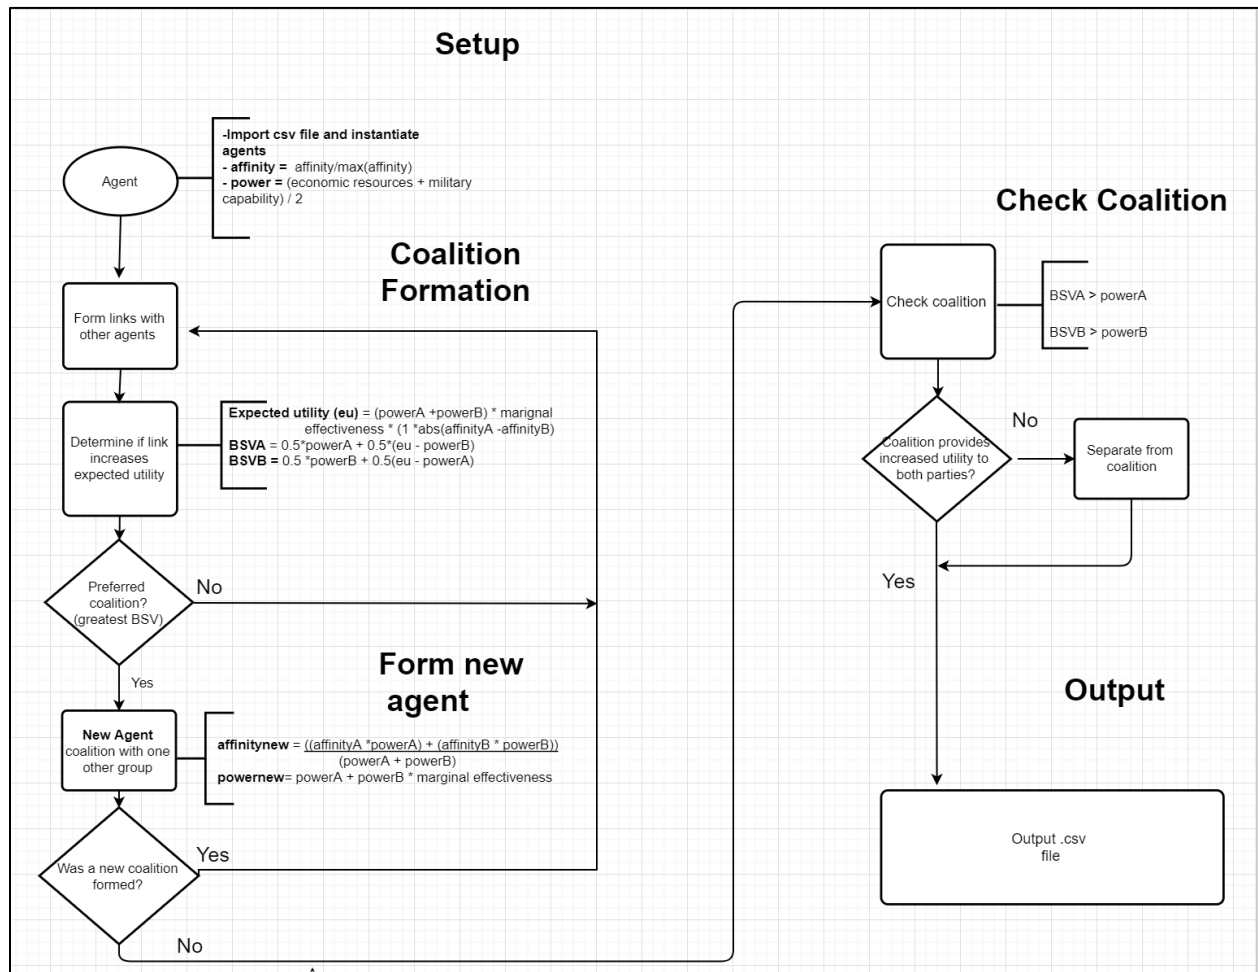 Setup
-Import csv file and instantiate
agents
- affinity = affinity/max(affinity)
- power = (economic resources + military
capability) / 2
Agent
Coalition
Formation
Form links with
other agents
Expected utility (eu) = (powerA +powerB) * marignal
effectiveness * (1 *abs(affinityA -affinityB)
BSVA = 0.5*powerA + 0.5*(eu - powerB)
BSVB = 0.5 *powerB + 0.5(eu - powerA)
Determine if link
increases
expected utility
Preferred
coalition?
(greatest BSV)
No
Yes
Form new
agent
New Agent
coalition with one
other group
affinitynew = ((affinityA *powerA) + (affinityB * powerB))
(powerA + powerB)
powernew= powerA + powerB * marginal effectiveness
Was a new coalition
formed?
Yes
No
Check Coalition
Check coalition
BSVA > powerA
BSVB > powerB
Coalition provides
increased utility to
both parties?
No
Separate from
coalition
Yes
Output
Output .csv
file